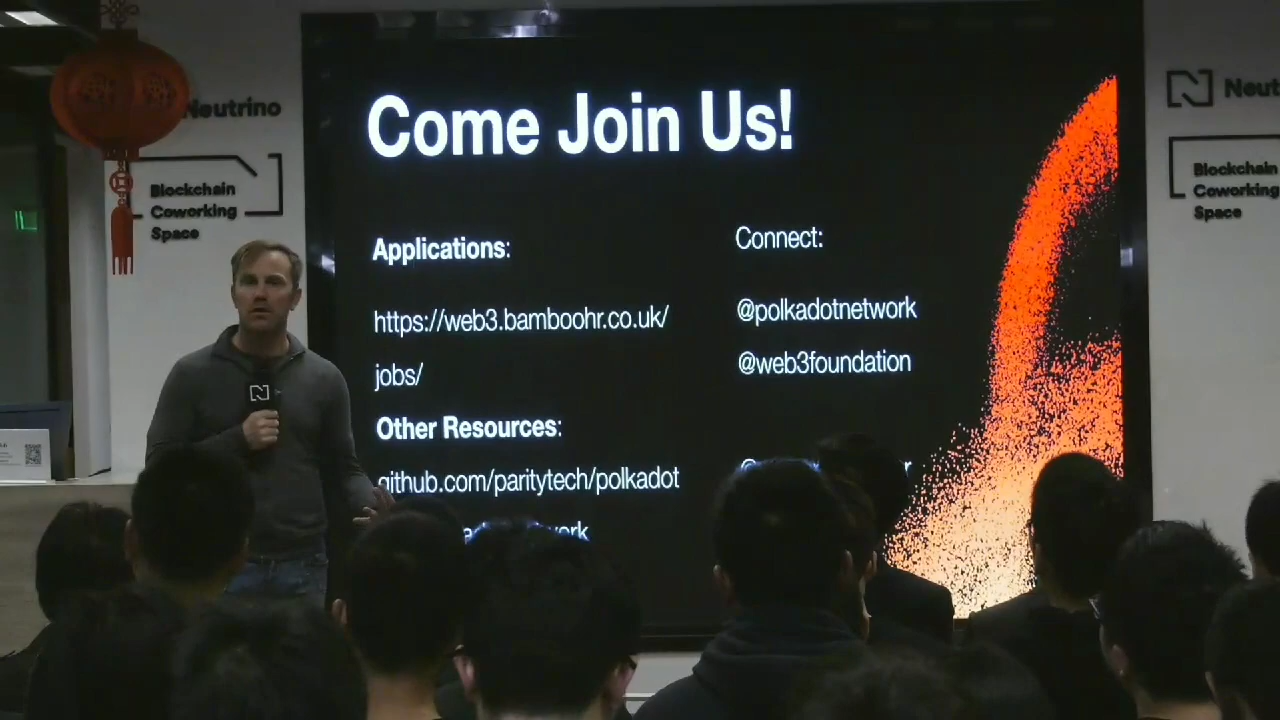 Neutrino
Blockchain
Coworking
Space
Come Join Us!
Applications:
https://web3.bamboohr.co.uk/
jobs/
Other Resources:
github.com/paritytech/polkadot
Connect:
@polkadotnetwork
@web3foundation
Neut
Blockchain
Coworking
Space
N